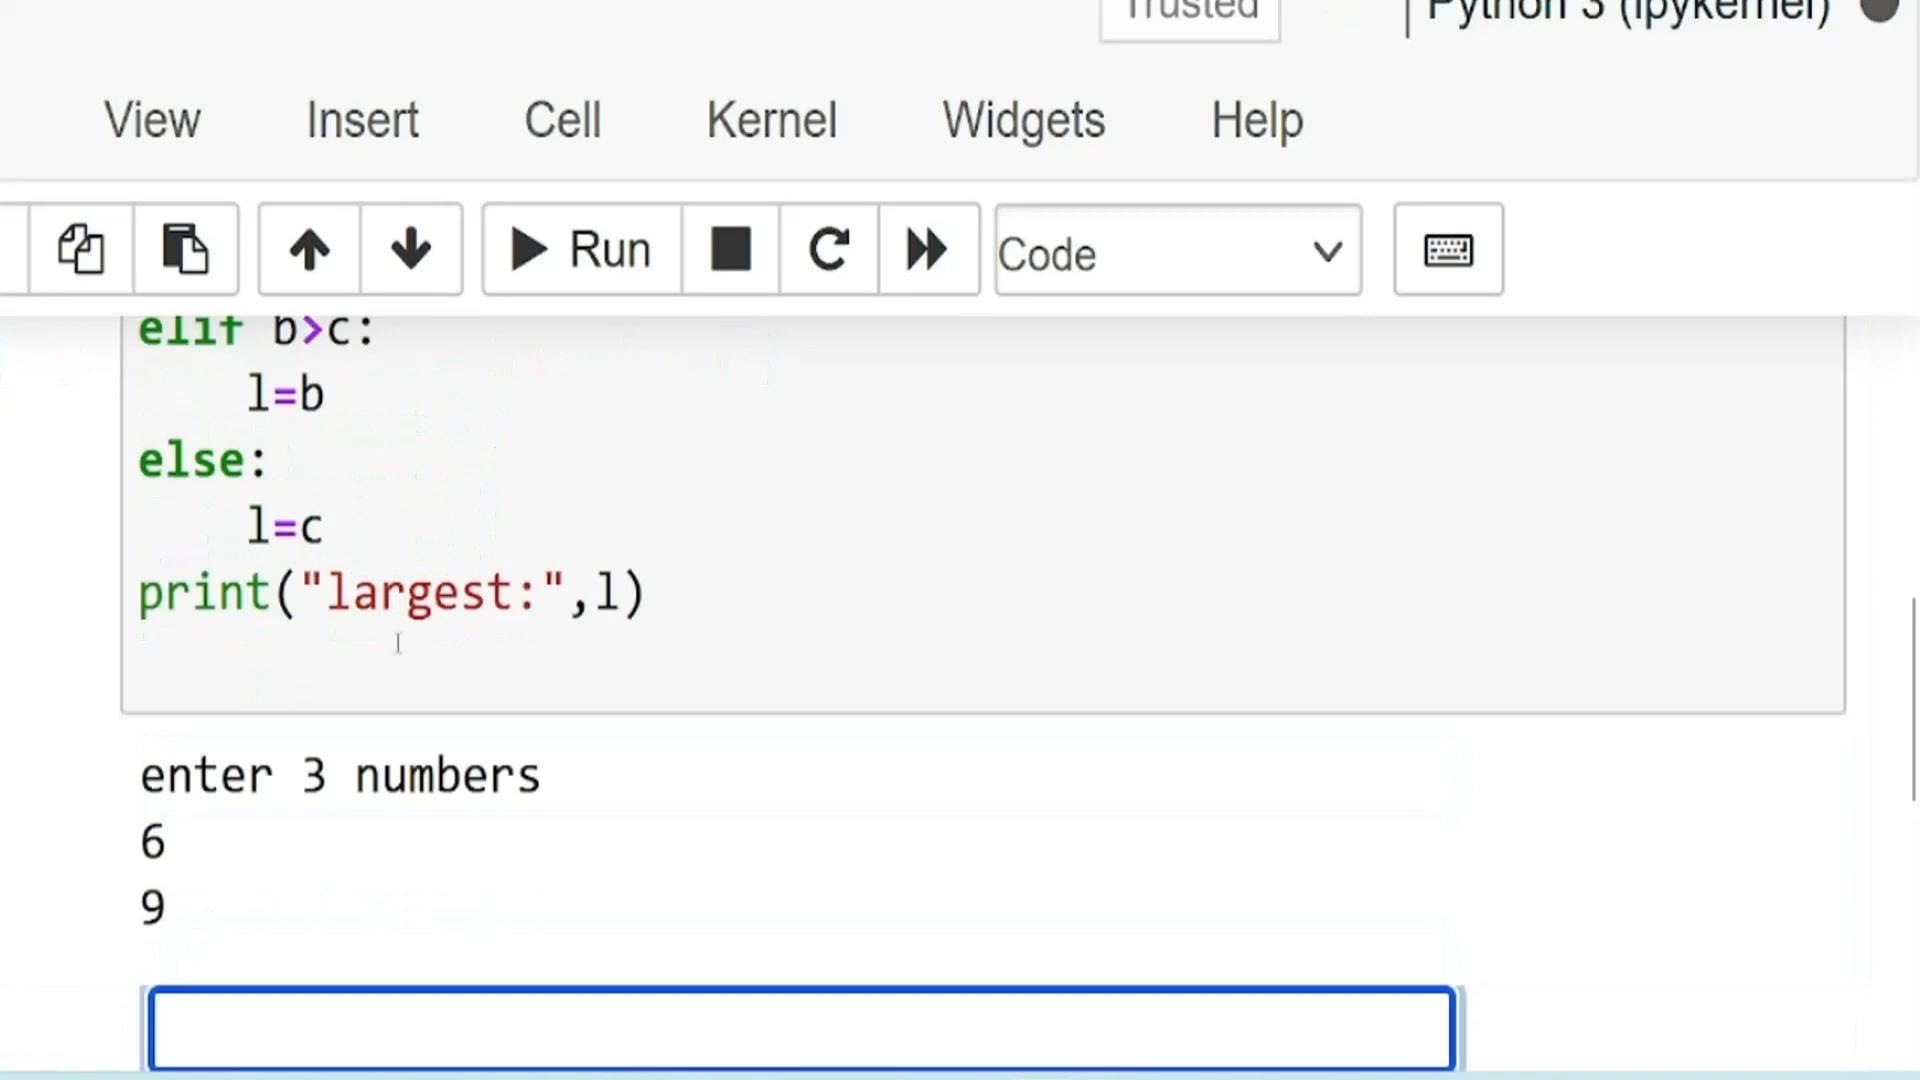 Trusted
Python 3 (ipykernel)
View Insert Cell Kernel Widgets Help
Run
Code
elif b>c:
    l=b
else:
    l=c
print("largest:",l)
enter 3 numbers
6
9